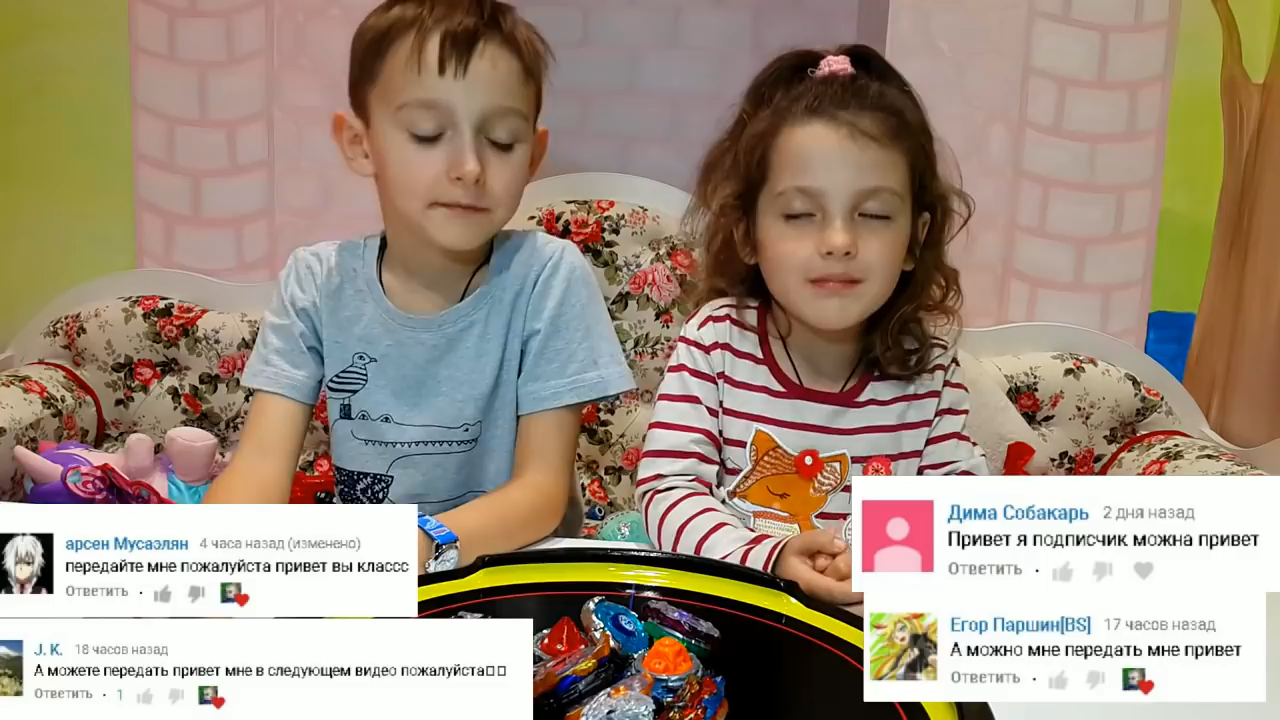 Дима Собакарь 2 дня назад
Привет я подписчик можна привет
Ответить
арсен Мусаэлян 4 часа назад (изменено)
передайте мне пожалуйста привет вы класс
Ответить
Егор Паршин[BS] 17 часов назад
А можно мне передать мне привет
Ответить
J. K. 18 часов назад
А можете передать привет мне в следующем видео пожалуйста
Ответить 1